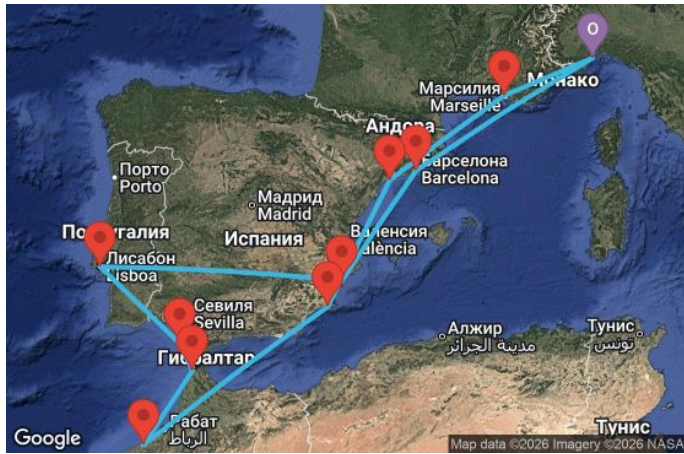 O
Марсилия
Marseille
Монако
Андора
Барселона
Barcelona
Порто
Porto
Мадрид
Madrid
Испания
Валенсия
València
Лисабон
Lisboa
Севиля
Sevilla
Гибралтар
Алжир
مدينة الجزائر
Тунис
تونس
Рабат
الرباط
Тунис
Google
Map data ©2026 Imagery ©2026 NASA